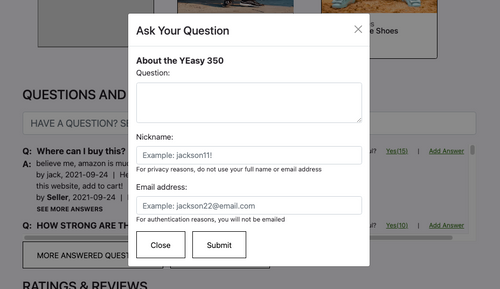 s
e Shoes
Ask Your Question
About the YEasy 350
Question:
Nickname:
Example: jackson11!
For privacy reasons, do not use your full name or email address
Email address:
Example: jackson22@email.com
For authentication reasons, you will not be emailed
Close Submit
QUESTIONS AND
HAVE A QUESTION? SE
Q: Where can I buy this? ul? Yes(15) | Add Answer
A: believe me, amazon is mu
by jack, 2021-09-24 | He
this website, add to cart!
by Seller, 2021-09-24 |
SEE MORE ANSWERS
Q: HOW STRONG ARE TH ul? Yes(10) | Add Answer
MORE ANSWERED QUEST
RATINGS & REVIEWS